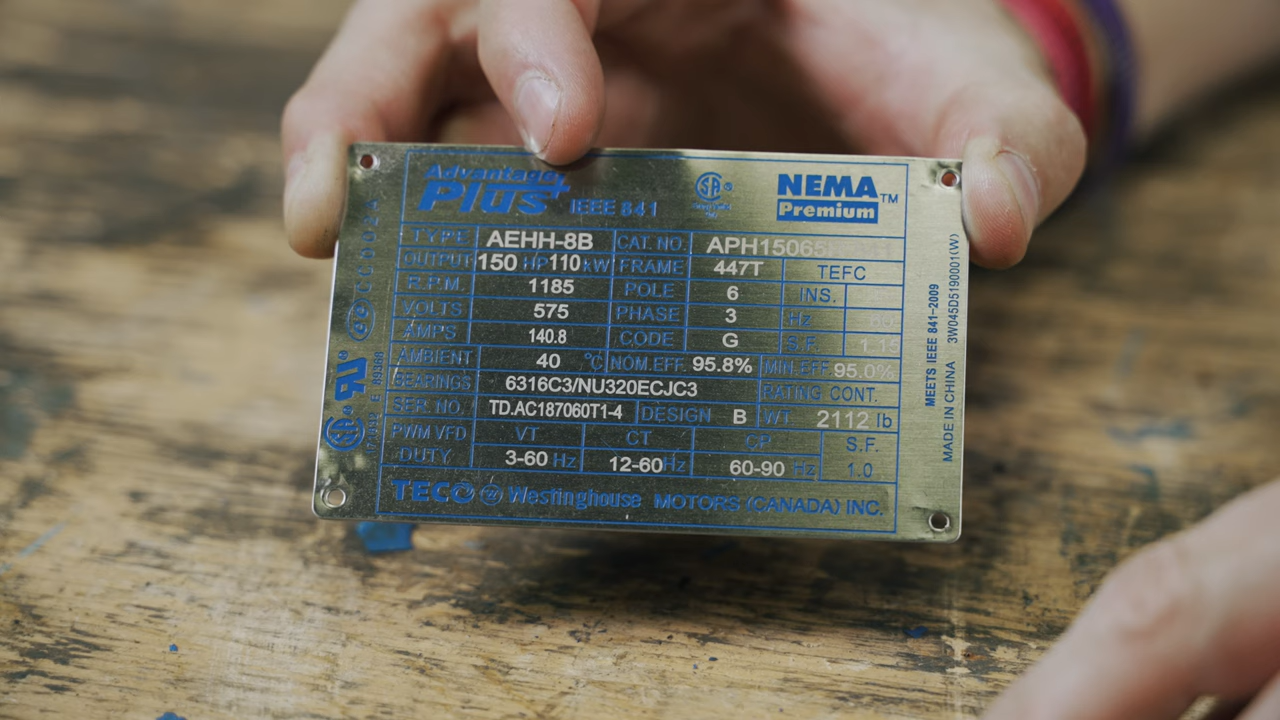 Advantage
Plus+ IEEE 841
NEMA™
Premium
TYPE AEHH-8B CAT. NO. APH15065
OUTPUT 150 HP 110 kW FRAME 447T TEFC
R.P.M. 1185 POLE 6 INS.
VOLTS 575 PHASE 3 Hz 60
AMPS 140.8 CODE G S.F. 1.15
AMBIENT 40 °C NOM.EFF. 95.8% MIN.EFF. 95.0%
BEARINGS 6316C3/NU320ECJC3 RATING CONT.
SER. NO. TD.AC187060T1-4 DESIGN B WT 2112 lb
PWM VFD VT CT CP S.F.
DUTY 3-60 Hz 12-60 Hz 60-90 Hz 1.0
TECO Westinghouse MOTORS (CANADA) INC.
CC002A
MEETS IEEE 841-2009
MADE IN CHINA 3W045D5190001(W)